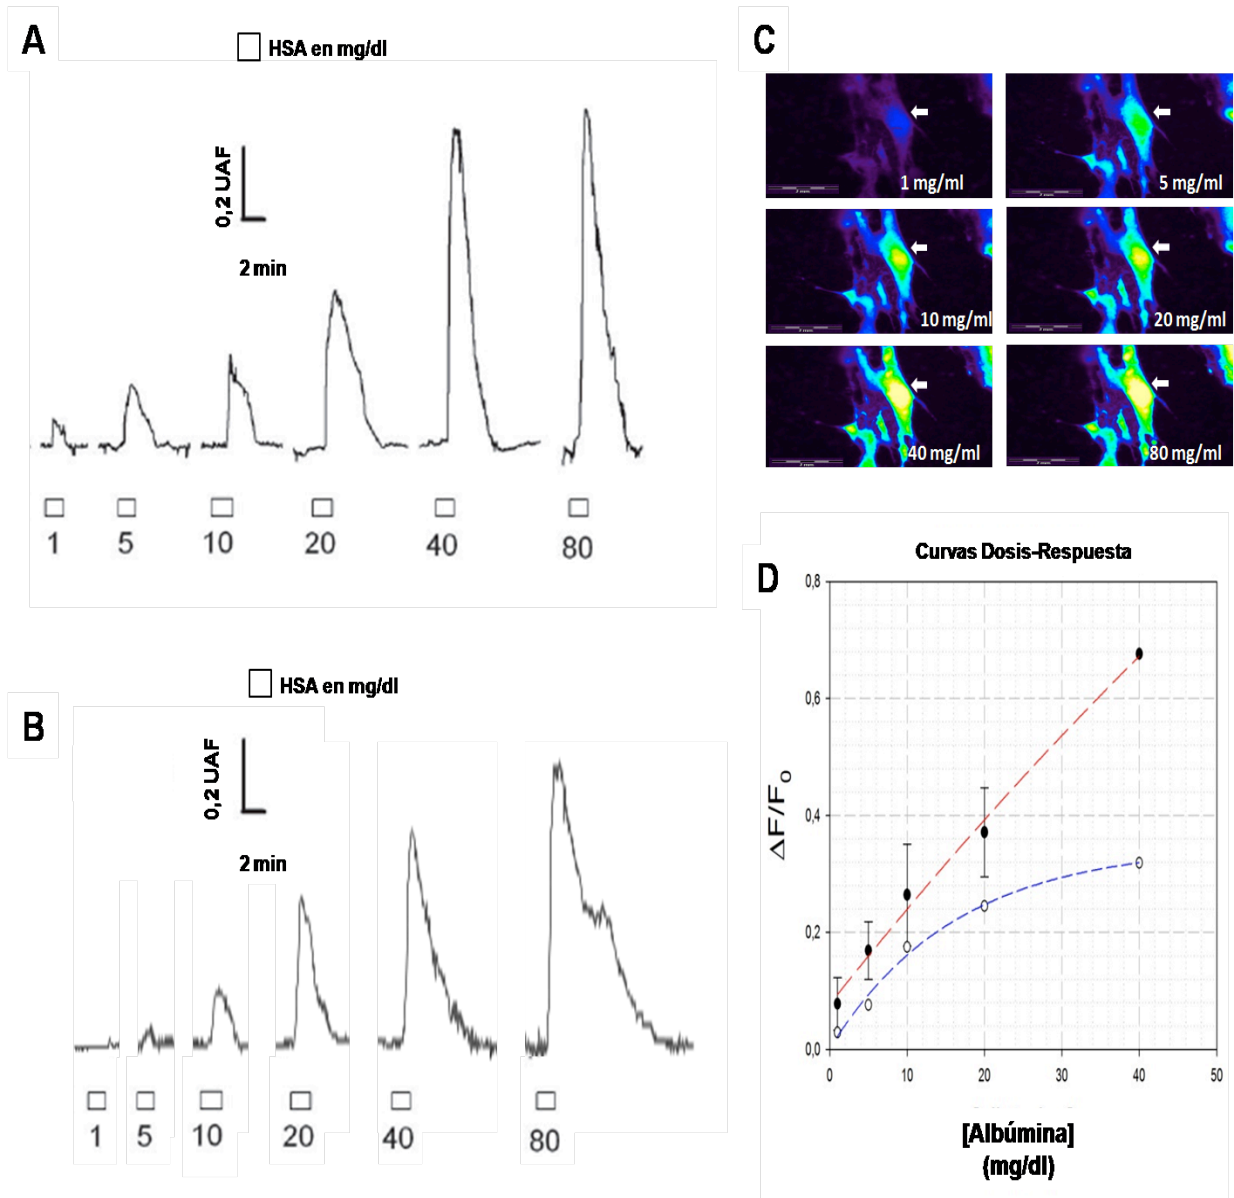 A
HSA en mg/dl
0,2 UAF
2 min
1
5
10
20
40
80
B
HSA en mg/dl
0,2 UAF
2 min
1
5
10
20
40
80
C
1 mg/ml
5 mg/ml
10 mg/ml
20 mg/ml
40 mg/ml
80 mg/ml
D
Curvas Dosis-Respuesta
0,8
0,6
0,4
0,2
0,0
ΔF/F₀
0
10
20
30
40
50
[Albúmina]
(mg/dl)